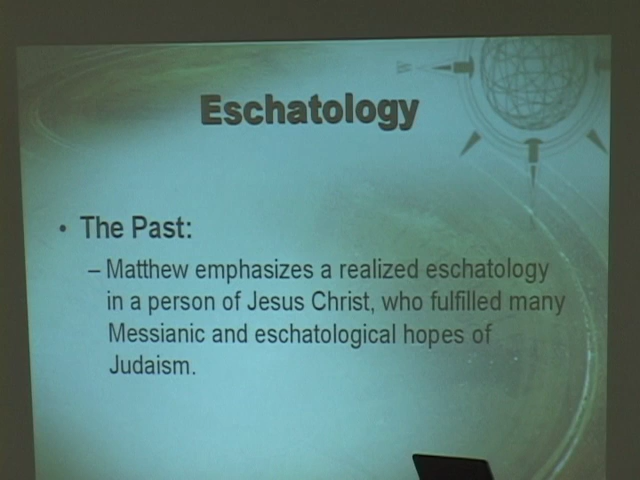 Eschatology
• The Past:
– Matthew emphasizes a realized eschatology
in a person of Jesus Christ, who fulfilled many
Messianic and eschatological hopes of
Judaism.